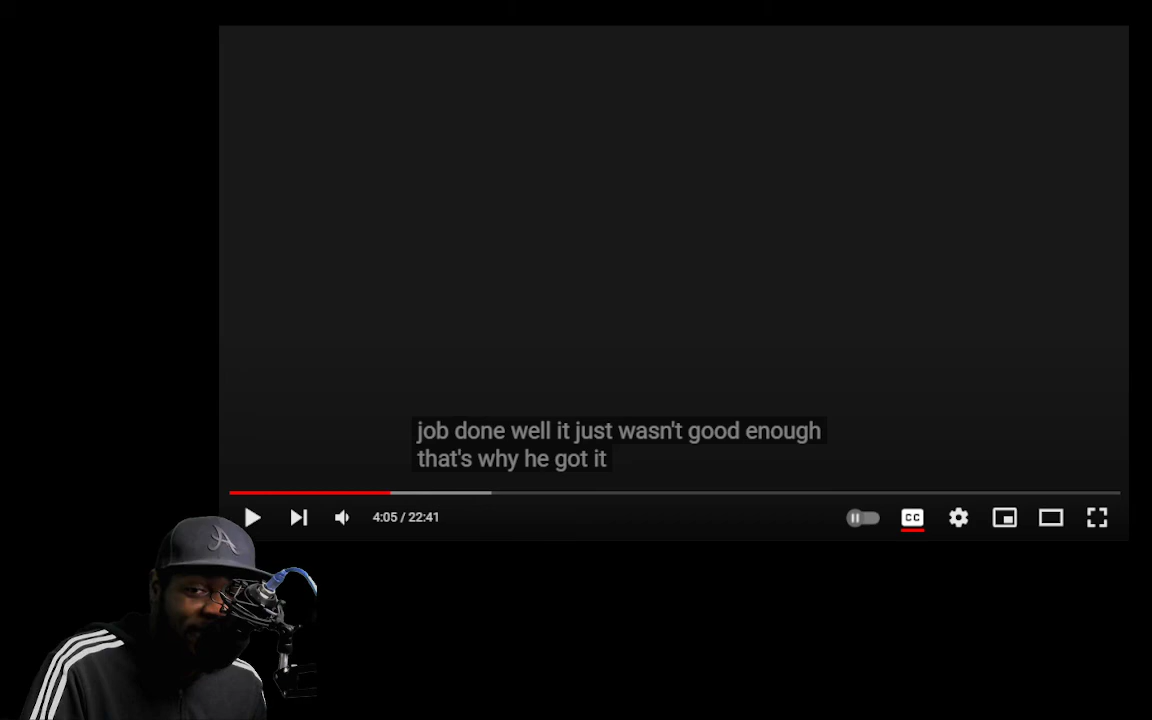 job done well it just wasn't good enough
that's why he got it
4:05 / 22:41
CC
A